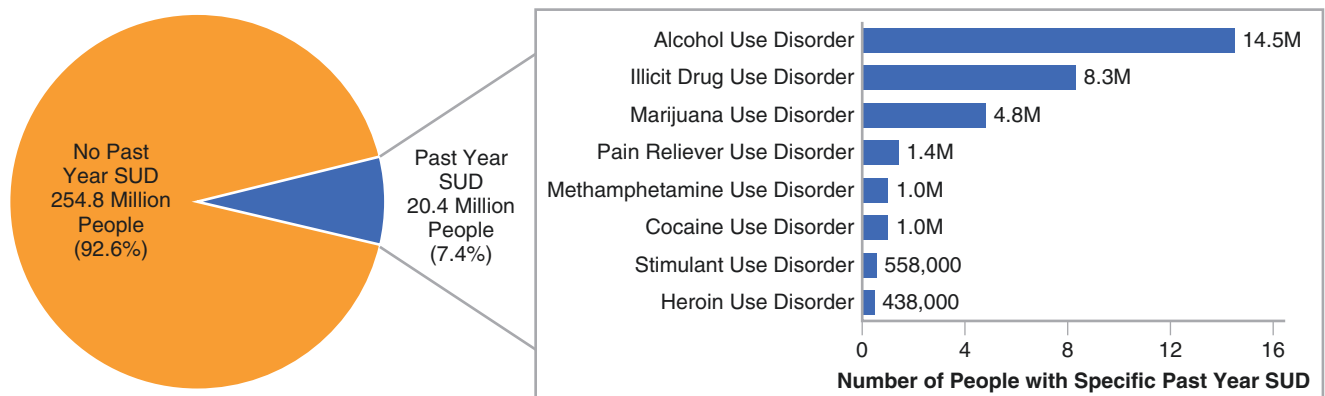 No Past
Year SUD
254.8 Million
People
(92.6%)
Past Year
SUD
20.4 Million
People
(7.4%)
Alcohol Use Disorder 14.5M
Illicit Drug Use Disorder 8.3M
Marijuana Use Disorder 4.8M
Pain Reliever Use Disorder 1.4M
Methamphetamine Use Disorder 1.0M
Cocaine Use Disorder 1.0M
Stimulant Use Disorder 558,000
Heroin Use Disorder 438,000
0 4 8 12 16
Number of People with Specific Past Year SUD